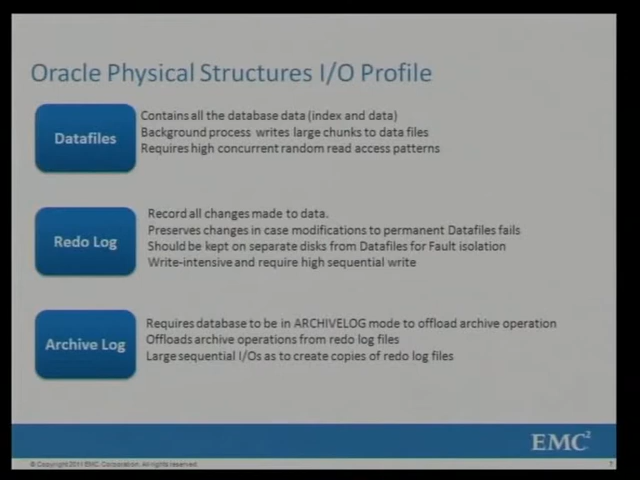 Oracle Physical Structures I/O Profile
Datafiles
Contains all the database data (index and data)
Background process writes large chunks to data files
Requires high concurrent random read access patterns
Redo Log
Record all changes made to data.
Preserves changes in case modifications to permanent Datafiles fails
Should be kept on separate disks from Datafiles for Fault isolation
Write-intensive and require high sequential write
Archive Log
Requires database to be in ARCHIVELOG mode to offload archive operation
Offloads archive operations from redo log files
Large sequential I/Os as to create copies of redo log files
EMC²
© Copyright 2011 EMC Corporation. All rights reserved.
7